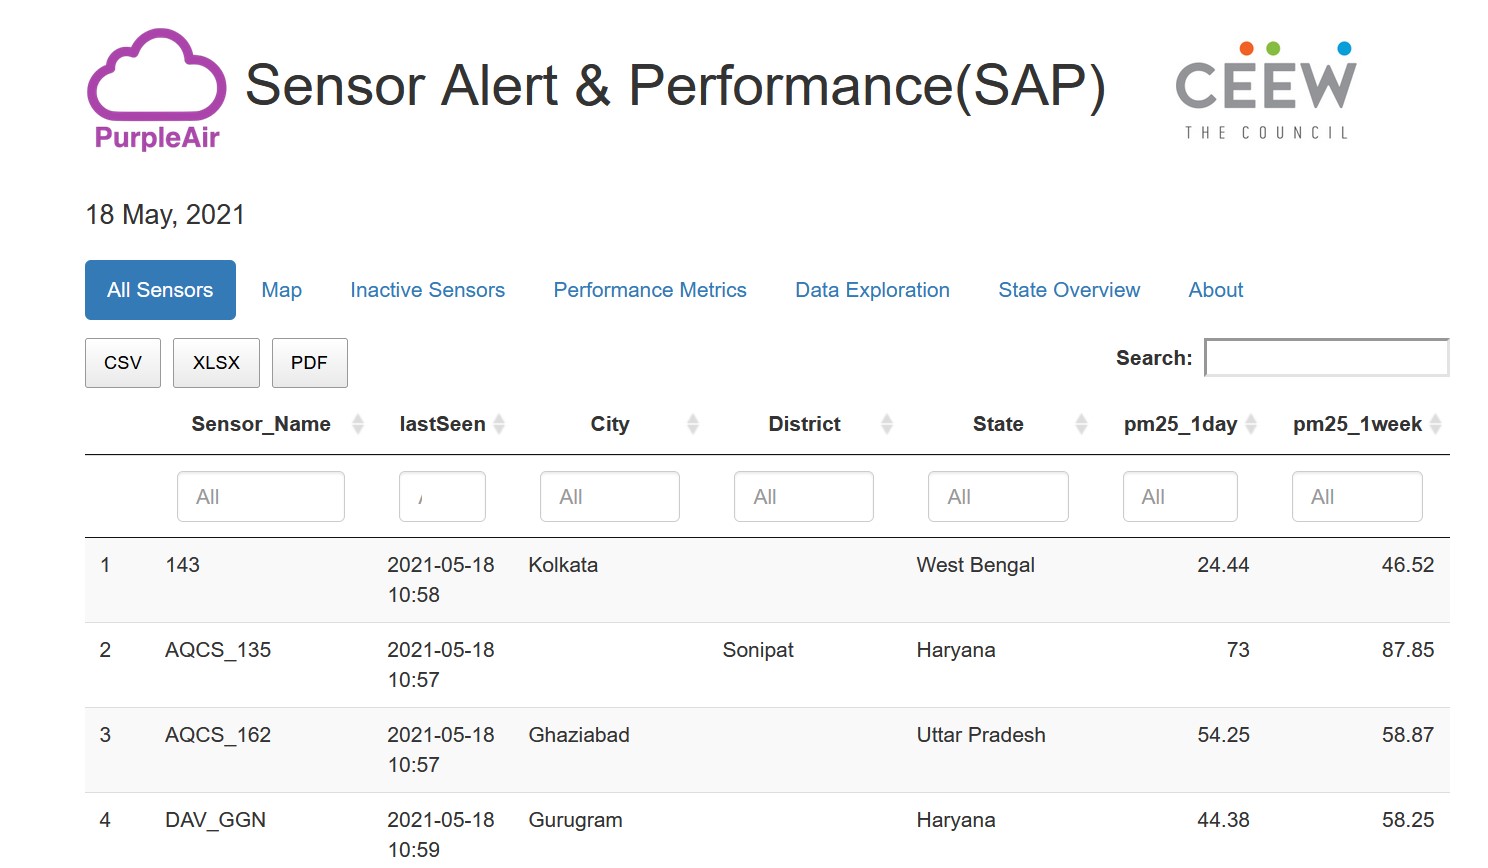 PurpleAir
Sensor Alert & Performance(SAP)
CEEW
THE COUNCIL
18 May, 2021
All Sensors Map Inactive Sensors Performance Metrics Data Exploration State Overview About
CSV XLSX PDF Search:
Sensor_Name lastSeen City District State pm25_1day pm25_1week
All All All All All All
1 143 2021-05-18 Kolkata West Bengal 24.44 46.52
10:58
2 AQCS_135 2021-05-18 Sonipat Haryana 73 87.85
10:57
3 AQCS_162 2021-05-18 Ghaziabad Uttar Pradesh 54.25 58.87
10:57
4 DAV_GGN 2021-05-18 Gurugram Haryana 44.38 58.25
10:59